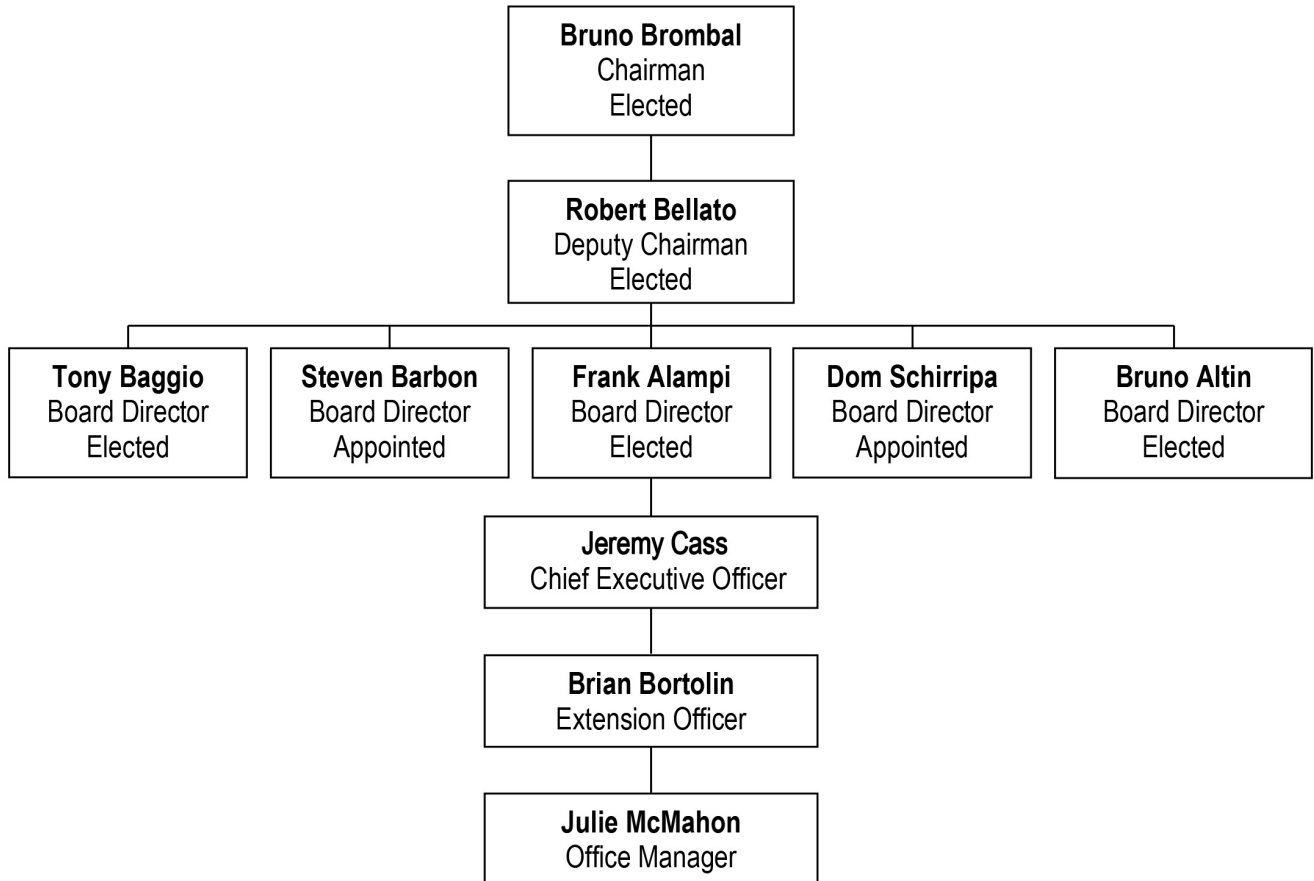 Bruno Brombal
Chairman
Elected
Robert Bellato
Deputy Chairman
Elected
Tony Baggio
Board Director
Elected
Steven Barbon
Board Director
Appointed
Frank Alampi
Board Director
Elected
Dom Schirripa
Board Director
Appointed
Bruno Altin
Board Director
Elected
Jeremy Cass
Chief Executive Officer
Brian Bortolin
Extension Officer
Julie McMahon
Office Manager